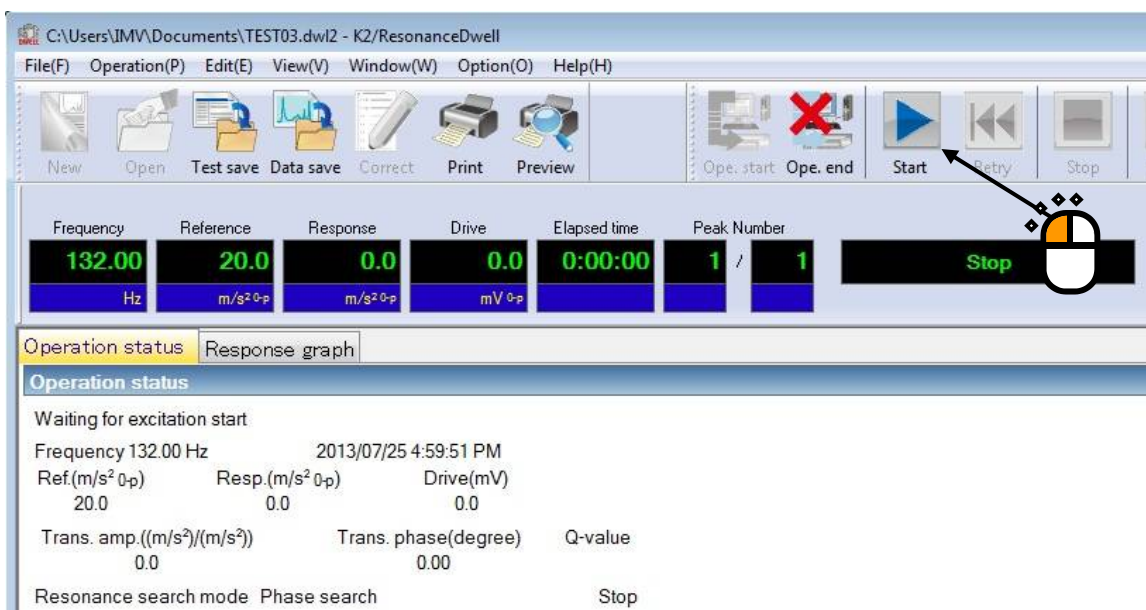 C:\Users\IMV\Documents\TEST03.dwl2 - K2/ResonanceDwell
File(F) Operation(P) Edit(E) View(V) Window(W) Option(O) Help(H)
New Open Test save Data save Correct Print Preview Ope. start Ope. end Start Retry Stop
Frequency Reference Response Drive Elapsed time Peak Number
132.00 20.0 0.0 0.0 0:00:00 1 / 1 Stop
Hz m/s² 0-p m/s² 0-p mV 0-p
Operation status Response graph
Operation status
Waiting for excitation start
Frequency 132.00 Hz 2013/07/25 4:59:51 PM
Ref.(m/s² 0-p) Resp.(m/s² 0-p) Drive(mV)
20.0 0.0 0.0
Trans. amp.((m/s²)/(m/s²)) Trans. phase(degree) Q-value
0.0 0.00
Resonance search mode Phase search Stop